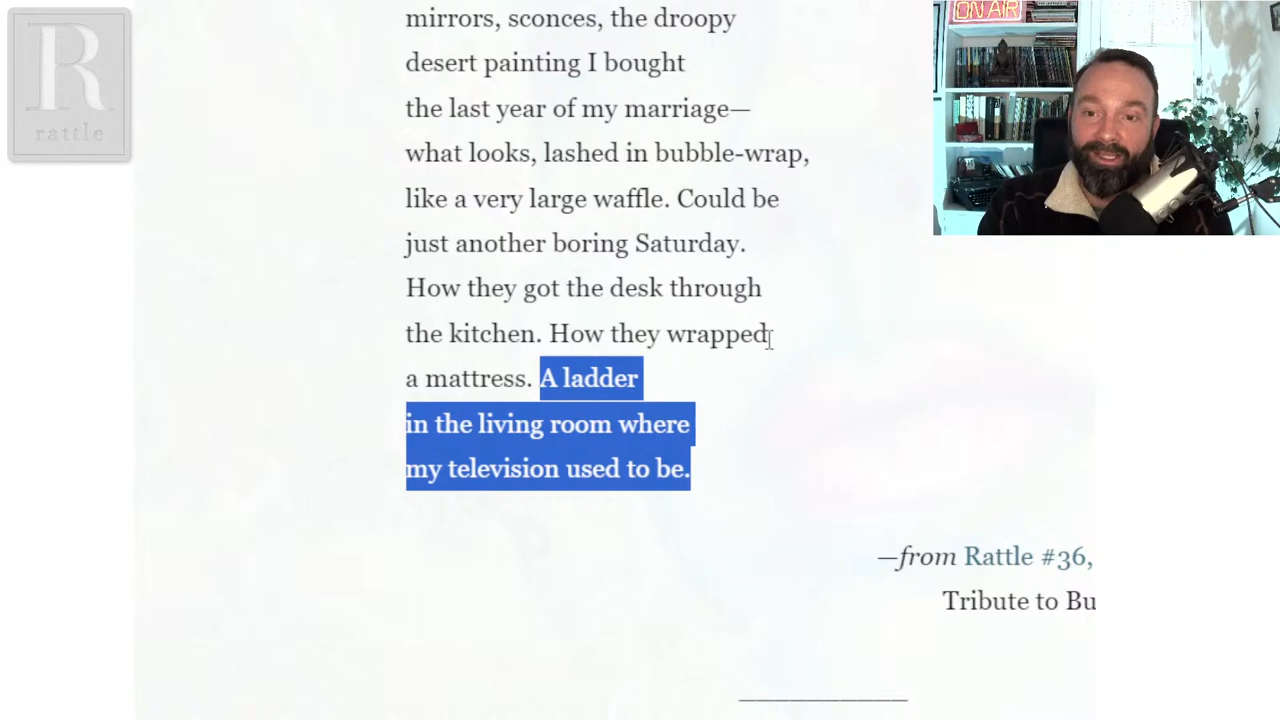 R
rattle
ON AIR
mirrors, sconces, the droopy
desert painting I bought
the last year of my marriage—
what looks, lashed in bubble-wrap,
like a very large waffle. Could be
just another boring Saturday.
How they got the desk through
the kitchen. How they wrapped
a mattress. A ladder
in the living room where
my television used to be.
—from Rattle #36,
Tribute to Bu